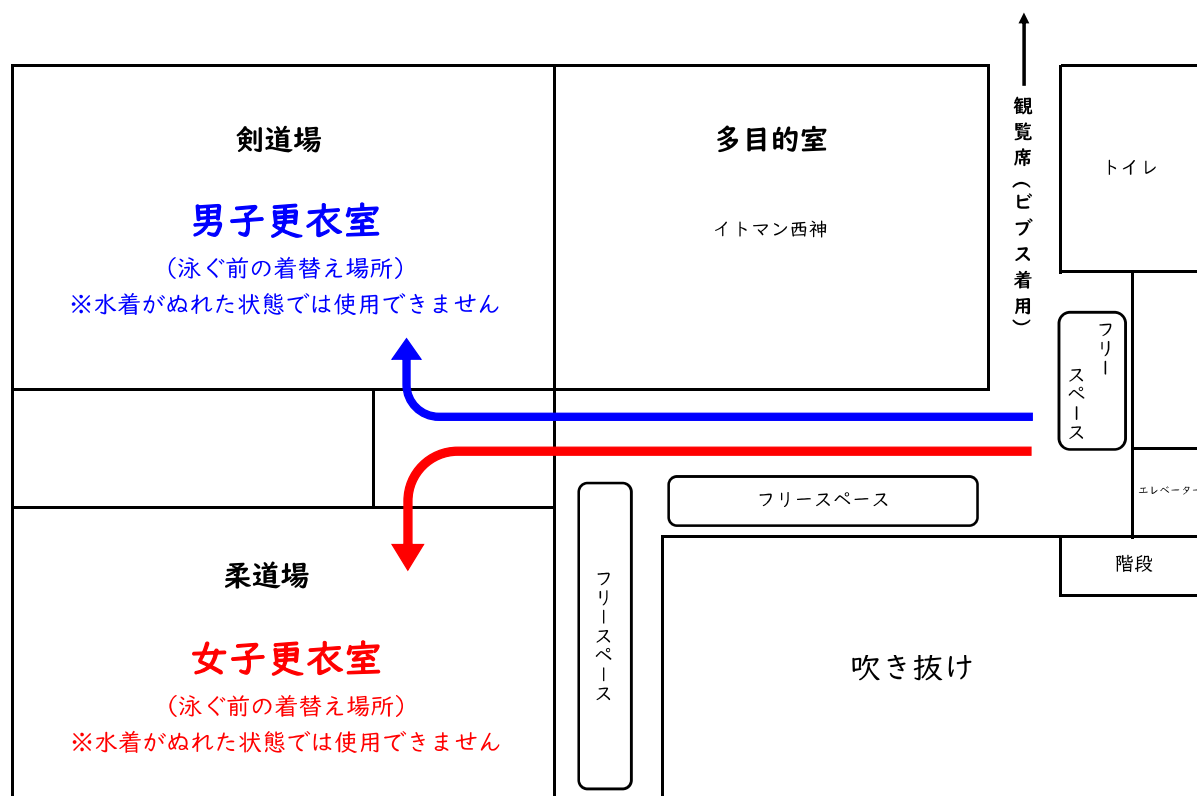 剣道場
男子更衣室
（泳ぐ前の着替え場所）
※水着がぬれた状態では使用できません
多目的室
イトマン西神
観覧席（ビブス着用）
トイレ
フリー
スペース
エレベーター
階段
フリースペース
フリースペース
吹き抜け
柔道場
女子更衣室
（泳ぐ前の着替え場所）
※水着がぬれた状態では使用できません